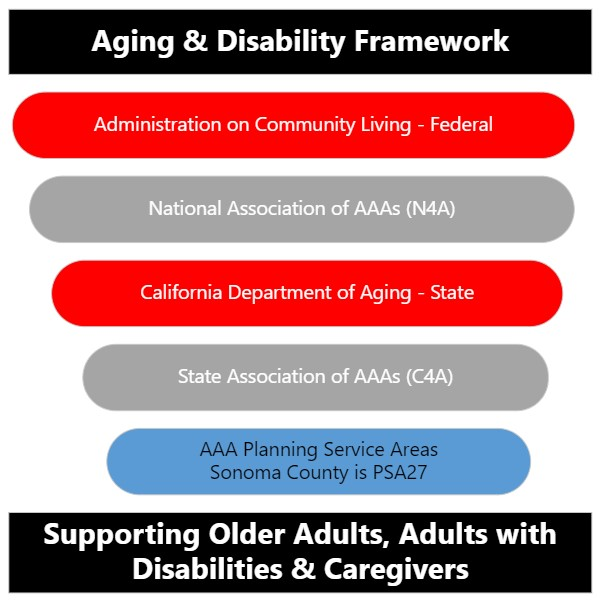 Aging & Disability Framework
Administration on Community Living - Federal
National Association of AAAs (N4A)
California Department of Aging - State
State Association of AAAs (C4A)
AAA Planning Service Areas
Sonoma County is PSA27
Supporting Older Adults, Adults with
Disabilities & Caregivers